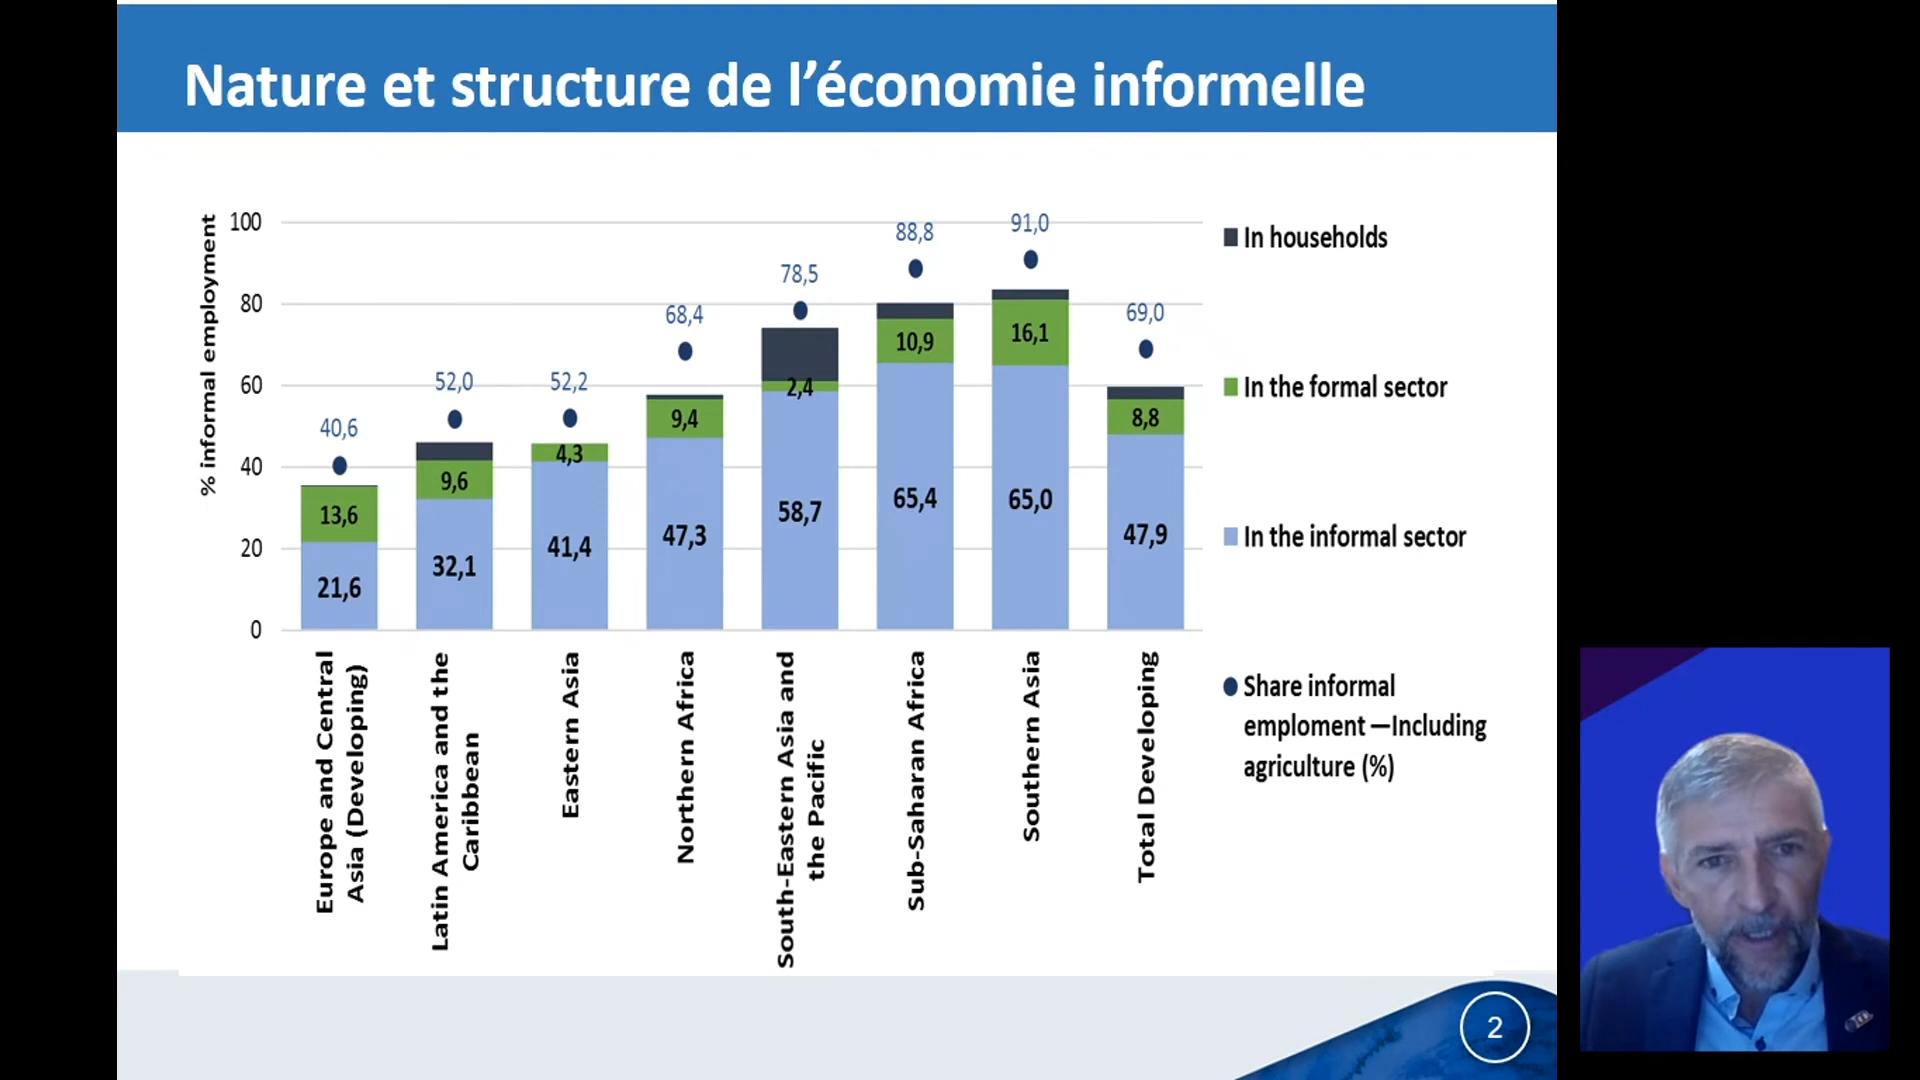 Nature et structure de l’économie informelle
% informal employment
100
80
60
40
20
0
40,6
13,6
21,6
52,0
9,6
32,1
52,2
4,3
41,4
68,4
9,4
47,3
78,5
2,4
58,7
88,8
10,9
65,4
91,0
16,1
65,0
69,0
8,8
47,9
Europe and Central
Asia (Developing)
Latin America and the
Caribbean
Eastern Asia
Northern Africa
South-Eastern Asia and
the Pacific
Sub-Saharan Africa
Southern Asia
Total Developing
In households
In the formal sector
In the informal sector
Share informal
emploment —Including
agriculture (%)
2